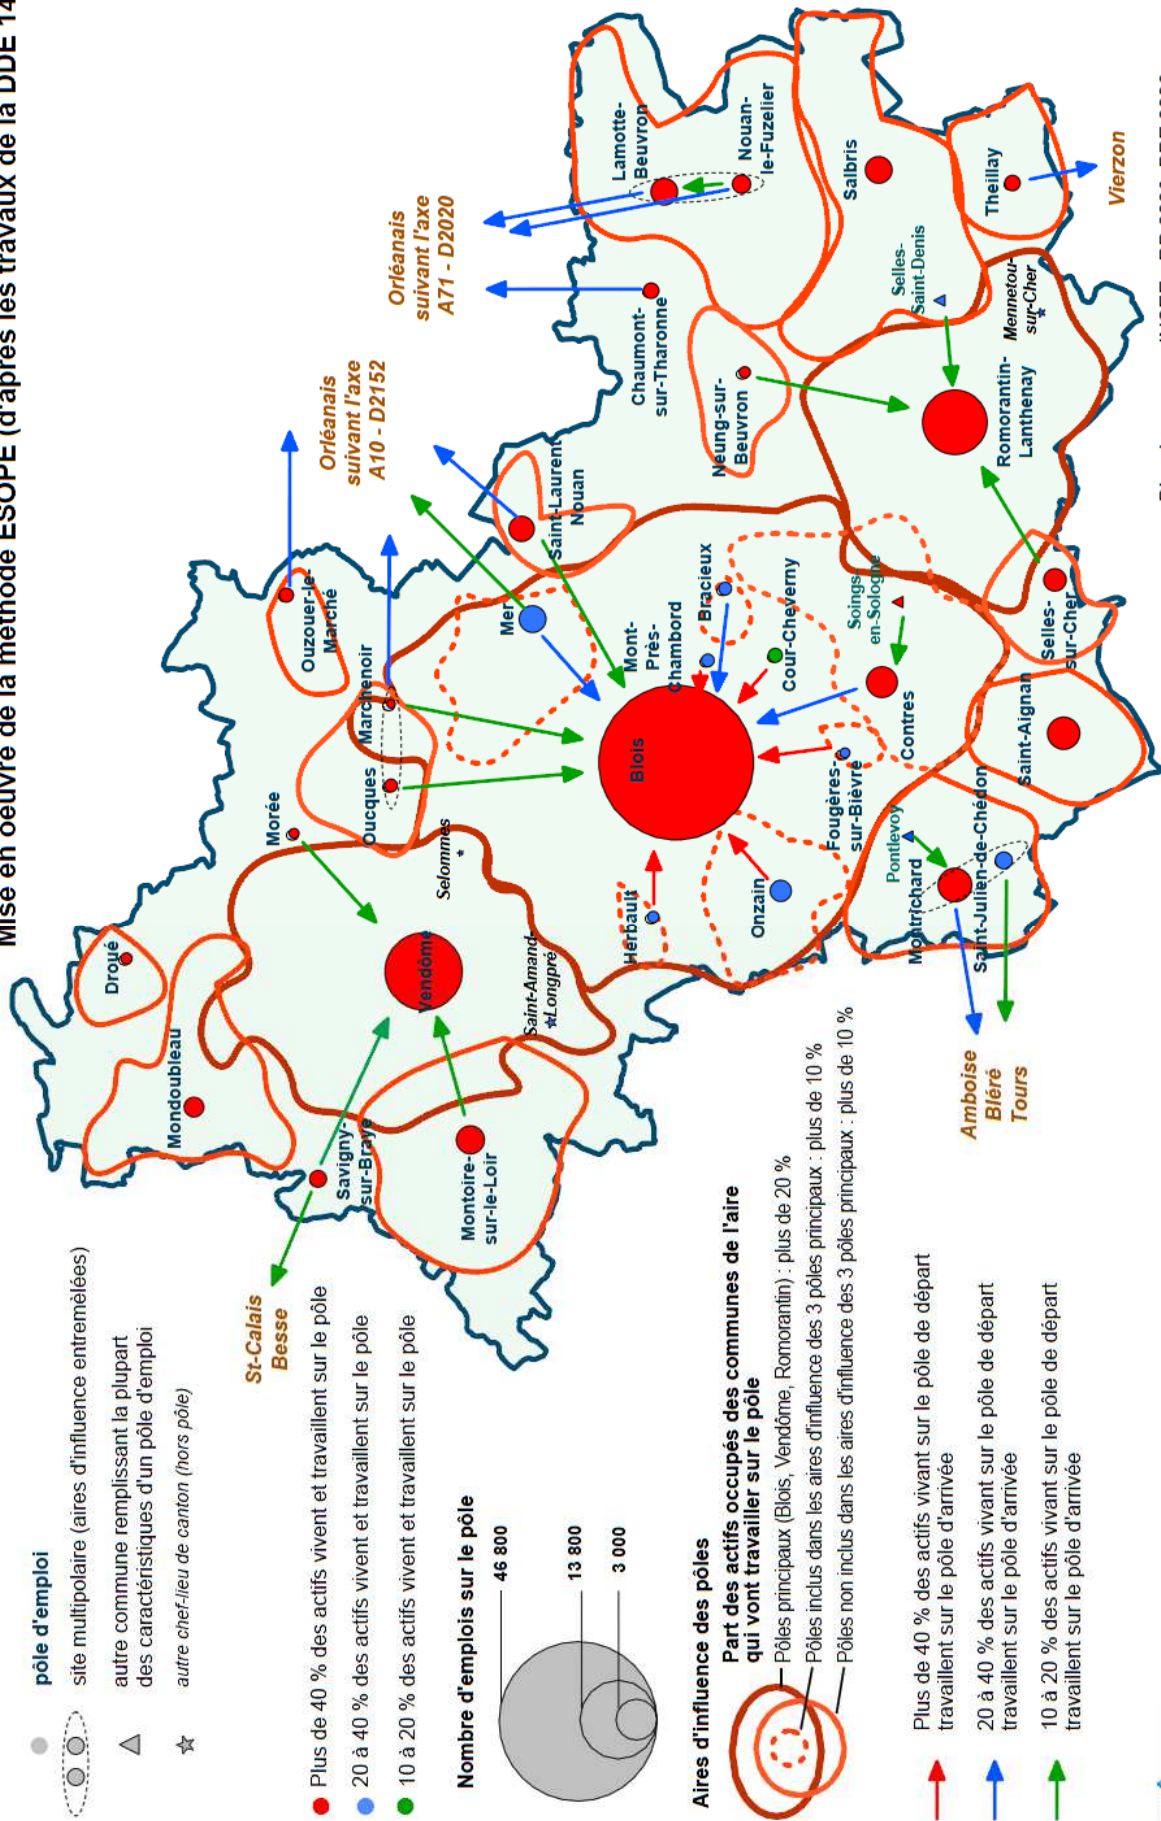 Mise en oeuvre de la méthode ESOPE (d'après les travaux de la DDE 14
pôle d'emploi
site multipolaire (aires d'influence entremêlées)
autre commune remplissant la plupart
des caractéristiques d'un pôle d'emploi
autre chef-lieu de canton (hors pôle)
St-Calais
Besse
Plus de 40 % des actifs vivent et travaillent sur le pôle
20 à 40 % des actifs vivent et travaillent sur le pôle
10 à 20 % des actifs vivent et travaillent sur le pôle
Nombre d'emplois sur le pôle
46 800
13 800
3 000
Aires d'influence des pôles
Part des actifs occupés des communes de l'aire
qui vont travailler sur le pôle
Pôles principaux (Blois, Vendôme, Romorantin) : plus de 20 %
Pôles inclus dans les aires d'influence des 3 pôles principaux : plus de 10 %
Pôles non inclus dans les aires d'influence des 3 pôles principaux : plus de 10 %
Plus de 40 % des actifs vivant sur le pôle de départ
travaillent sur le pôle d'arrivée
20 à 40 % des actifs vivant sur le pôle de départ
travaillent sur le pôle d'arrivée
10 à 20 % des actifs vivant sur le pôle de départ
travaillent sur le pôle d'arrivée
Droué
Mondoubleau
Savigny-
sur-Braye
Montoire-
sur-le-Loir
Vendôme
Morée
Selommes
Saint-Amand-
Longpré
Oucques
Marchenoir
Ouzouer-le-
Marché
Orléanais
suivant l'axe
A10 - D2152
Orléanais
suivant l'axe
A71 - D2020
Mer
Saint-Laurent
Nouan
Blois
Mont-
Près-
Chambord
Bracieux
Cour-Cheverny
Herbault
Onzain
Fougères-
sur-Bièvre
Contres
Soings
en-Sologne
Pontlevoy
Montrichard
Saint-Julien-de-Chédon
Saint-Aignan
Selles-
sur-Cher
Amboise
Bléré
Tours
Chaumont-
sur-Tharonne
Neung-sur-
Beuvron
Lamotte-
Beuvron
Nouan-
le-Fuzelier
Salbris
Selles-
Saint-Denis
Romorantin-
Lanthenay
Mennetou-
sur-Cher
Theillay
Vierzon